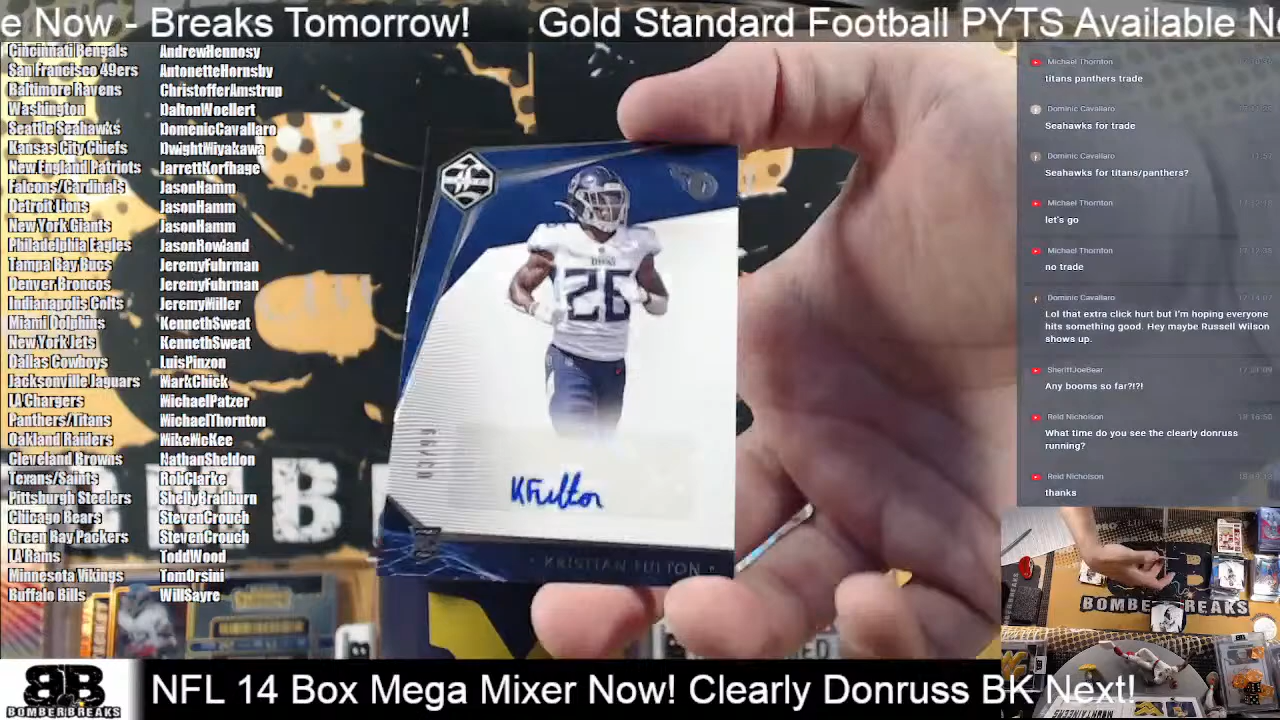 e Now - Breaks Tomorrow! Gold Standard Football PYTS Available N
Cincinnati Bengals AndrewHennosy
San Francisco 49ers AntonetteHornsby
Baltimore Ravens ChristofferAmstrup
Washington DaltonWoellert
Seattle Seahawks DomenicCavallaro
Kansas City Chiefs DwightMiyakawa
New England Patriots JarrettKorfhage
Falcons/Cardinals JasonHamm
Detroit Lions JasonHamm
New York Giants JasonHamm
Philadelphia Eagles JasonRowland
Tampa Bay Bucs JeremyFuhrman
Denver Broncos JeremyFuhrman
Indianapolis Colts JeremyMiller
Miami Dolphins KennethSweat
New York Jets KennethSweat
Dallas Cowboys LuisPinzon
Jacksonville Jaguars MarkChick
LA Chargers MichaelPatzer
Panthers/Titans MichaelThornton
Oakland Raiders MikeMcKee
Cleveland Browns NathanSheldon
Texans/Saints RobClarke
Pittsburgh Steelers ShellyBradburn
Chicago Bears StevenCrouch
Green Bay Packers StevenCrouch
LA Rams ToddWood
Minnesota Vikings TomOrsini
Buffalo Bills WillSayre
TITANS
26
KFulton
KRISTIAN FULTON
Michael Thornton
titans panthers trade
Dominic Cavallaro
Seahawks for trade
Dominic Cavallaro
Seahawks for titans/panthers?
Michael Thornton
let's go
Michael Thornton
no trade
Dominic Cavallaro
Lol that extra click hurt but I'm hoping everyone
hits something good. Hey maybe Russell Wilson
shows up.
SheriffJoeBear
Any booms so far?!?!
Reid Nicholson
What time do you see the clearly donruss
running?
Reid Nicholson
thanks
BOMBERBREAKS
BB
BOMBERBREAKS
NFL 14 Box Mega Mixer Now! Clearly Donruss BK Next!